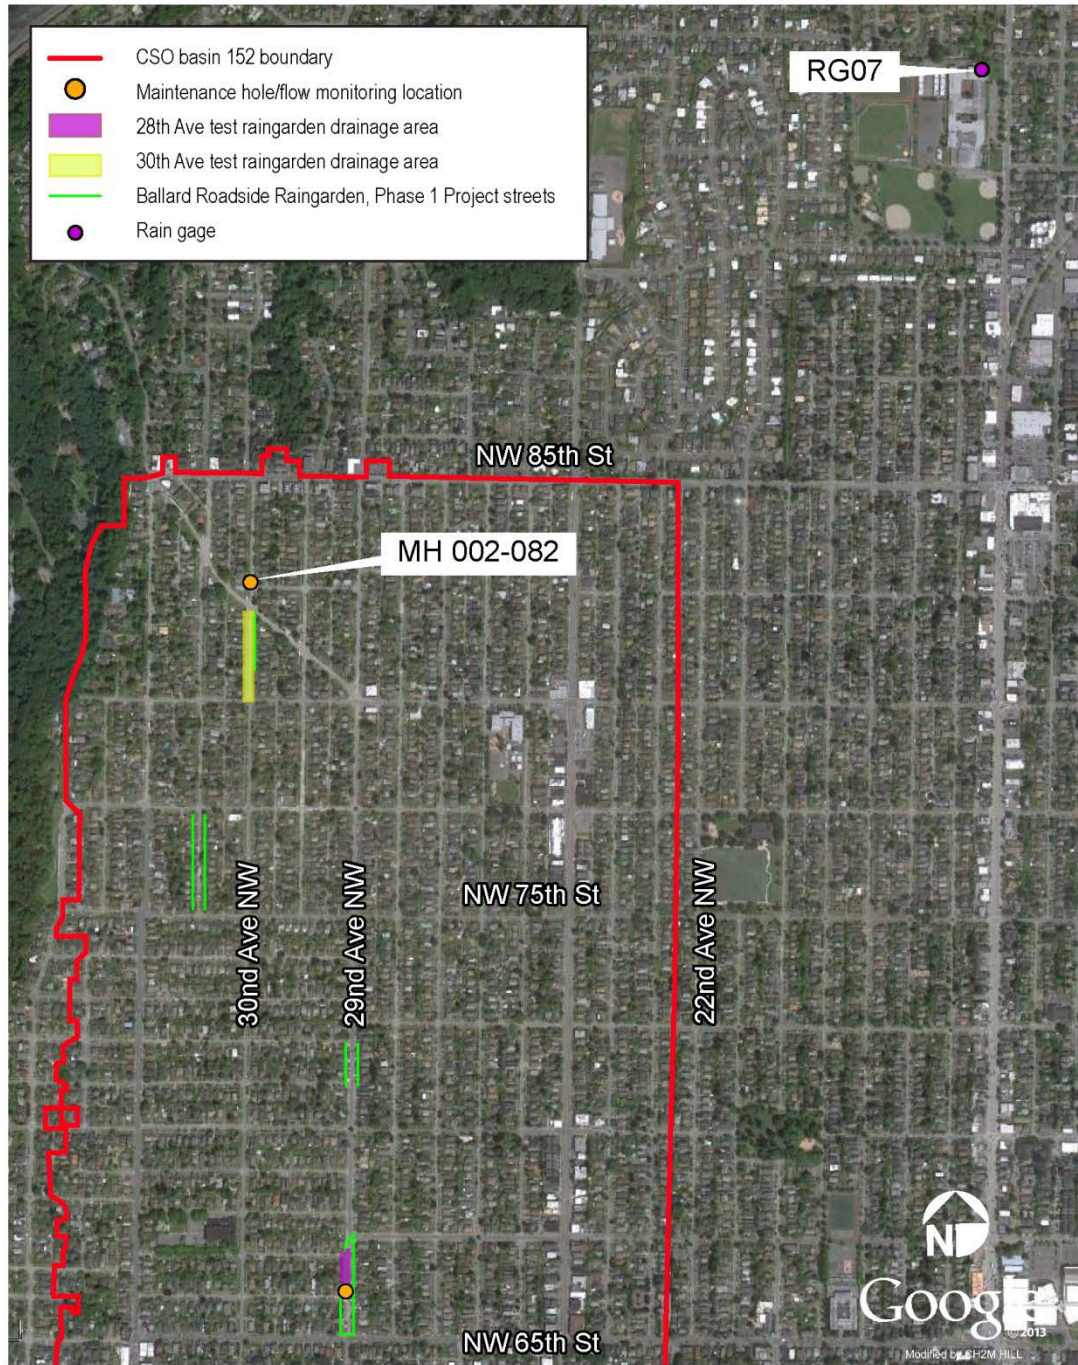 CSO basin 152 boundary
Maintenance hole/flow monitoring location
28th Ave test raingarden drainage area
30th Ave test raingarden drainage area
Ballard Roadside Raingarden, Phase 1 Project streets
Rain gage
RG07
NW 85th St
MH 002-082
30nd Ave NW
29nd Ave NW
NW 75th St
22nd Ave NW
N
Google
©2013
NW 65th St
Modified by CH2M HILL